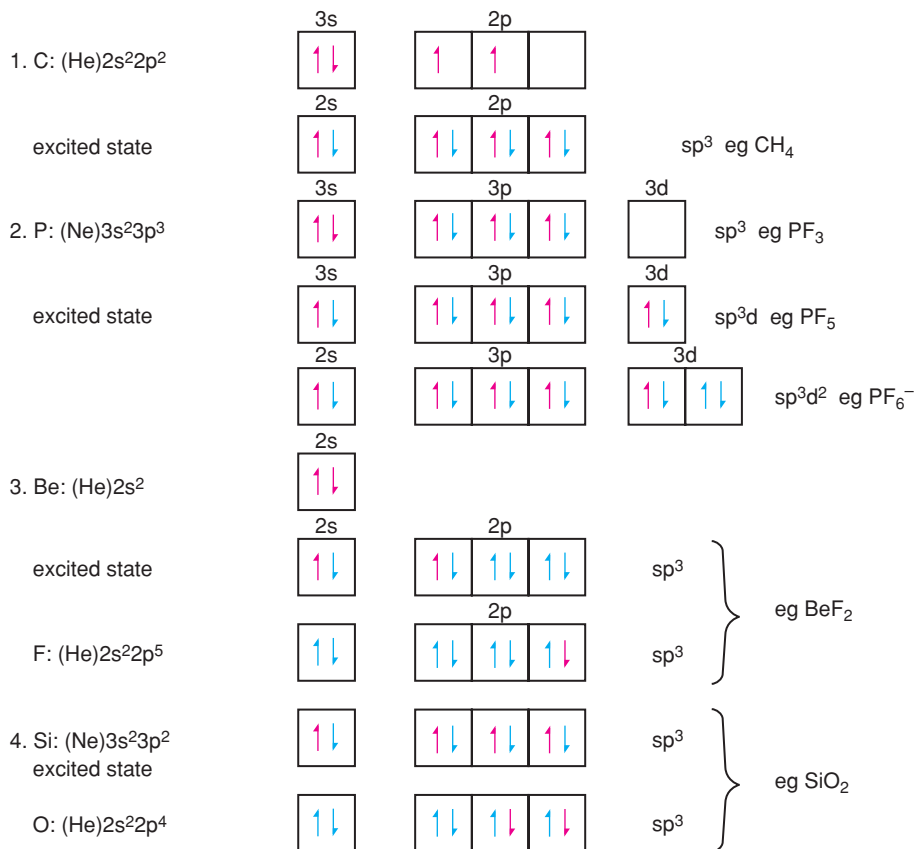 3s 2p
1. C: (He)2s²2p²
2s 2p
excited state sp³ eg CH₄
3s 3p 3d
2. P: (Ne)3s²3p³ sp³ eg PF₃
3s 3p 3d
excited state sp³d eg PF₅
2s 3p 3d
sp³d² eg PF₆⁻
2s
3. Be: (He)2s²
2s 2p
excited state sp³
eg BeF₂
2p
F: (He)2s²2p⁵ sp³
4. Si: (Ne)3s²3p² sp³
excited state
eg SiO₂
O: (He)2s²2p⁴ sp³